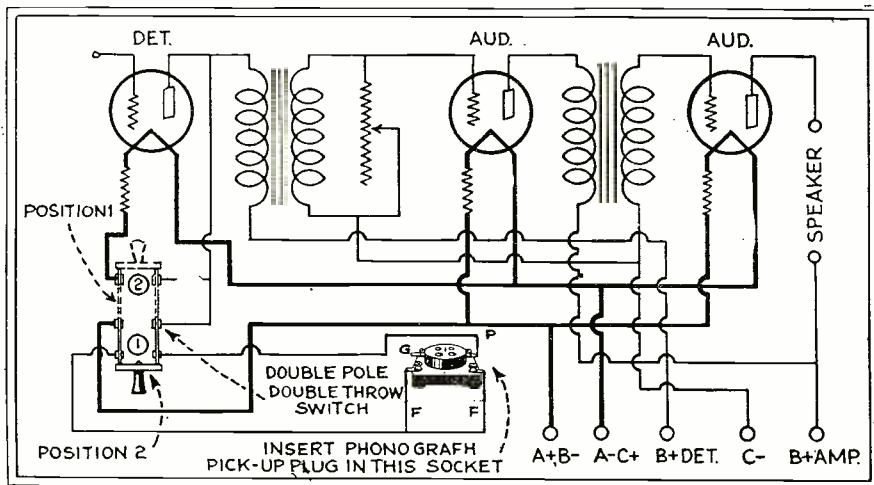 DET.
AUD.
AUD.
POSITION 1
2
1
SPEAKER
P
G
F
F
DOUBLE POLE
DOUBLE THROW
SWITCH
POSITION 2
INSERT PHONOGRAFH
PICK-UP PLUG IN THIS SOCKET
A+,B-
A-C+
B+DET.
C-
B+AMP.